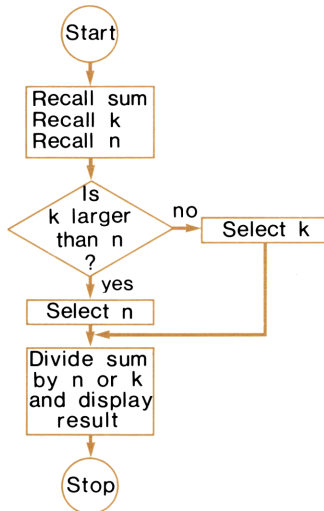 Start
Recall sum
Recall k
Recall n
Is
k larger
than n
?
no
Select k
yes
Select n
Divide sum
by n or k
and display
result
Stop